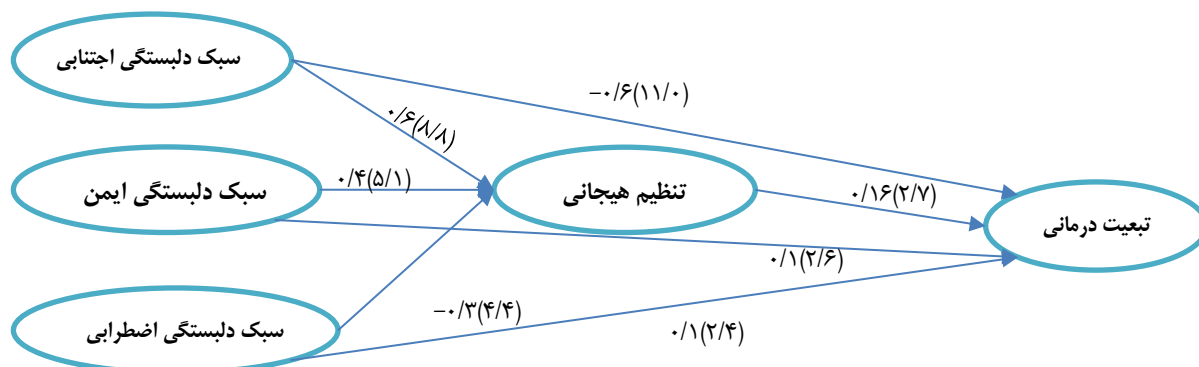 سبک دلبستگی اجتنابی
−۰/۶(۱۱/۰)
۰/۶(۸/۸)
سبک دلبستگی ایمن
۰/۴(۵/۱)
تنظیم هیجانی
۰/۱۶(۲/۷)
تبعیت درمانی
۰/۱(۲/۶)
سبک دلبستگی اضطرابی
−۰/۳(۴/۴)
۰/۱(۲/۴)